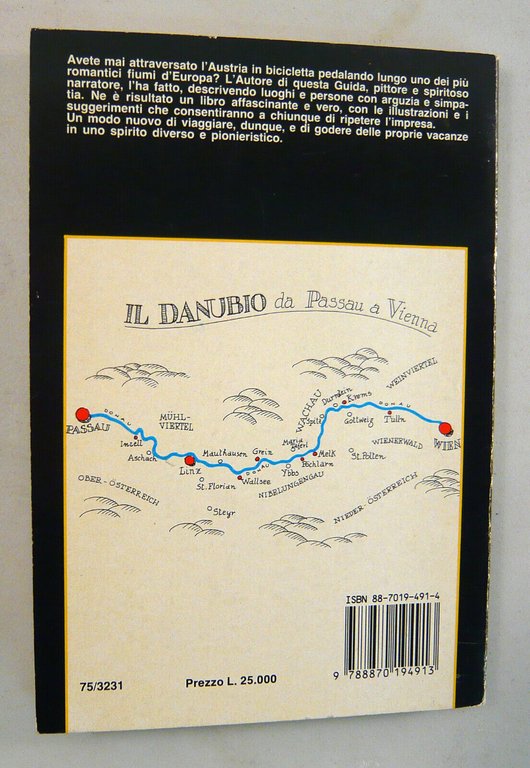 Avete mai attraversato l'Austria in bicicletta pedalando lungo uno dei più
romantici fiumi d'Europa? L'Autore di questa Guida, pittore e spiritoso
narratore, l'ha fatto, descrivendo luoghi e persone con arguzia e simpa-
tia. Ne è risultato un libro affascinante e vero, con le illustrazioni e i
suggerimenti che consentiranno a chiunque di ripetere l'impresa.
Un modo nuovo di viaggiare, dunque, e di godere delle proprie vacanze
in uno spirito diverso e pionieristico.
IL DANUBIO da Passau a Vienna
WEINVIERTEL
WACHAU
Dürnstein
Krems
DONAU
PASSAU
DONAU
MÜHL-
VIERTEL
Spitz
Göttweig
Tulln
WIEN
Inzell
Aschach
Linz
Mauthausen
Grein
Maria
Taferl
Melk
Pöchlarn
WIENERWALD
St. Pölten
DONAU
Ybbs
Wallsee
NIBELUNGENGAU
OBER-ÖSTERREICH
St. Florian
Steyr
NIEDER ÖSTERREICH
ISBN 88-7019-491-4
9 788870 194913
75/3231
Prezzo L. 25.000